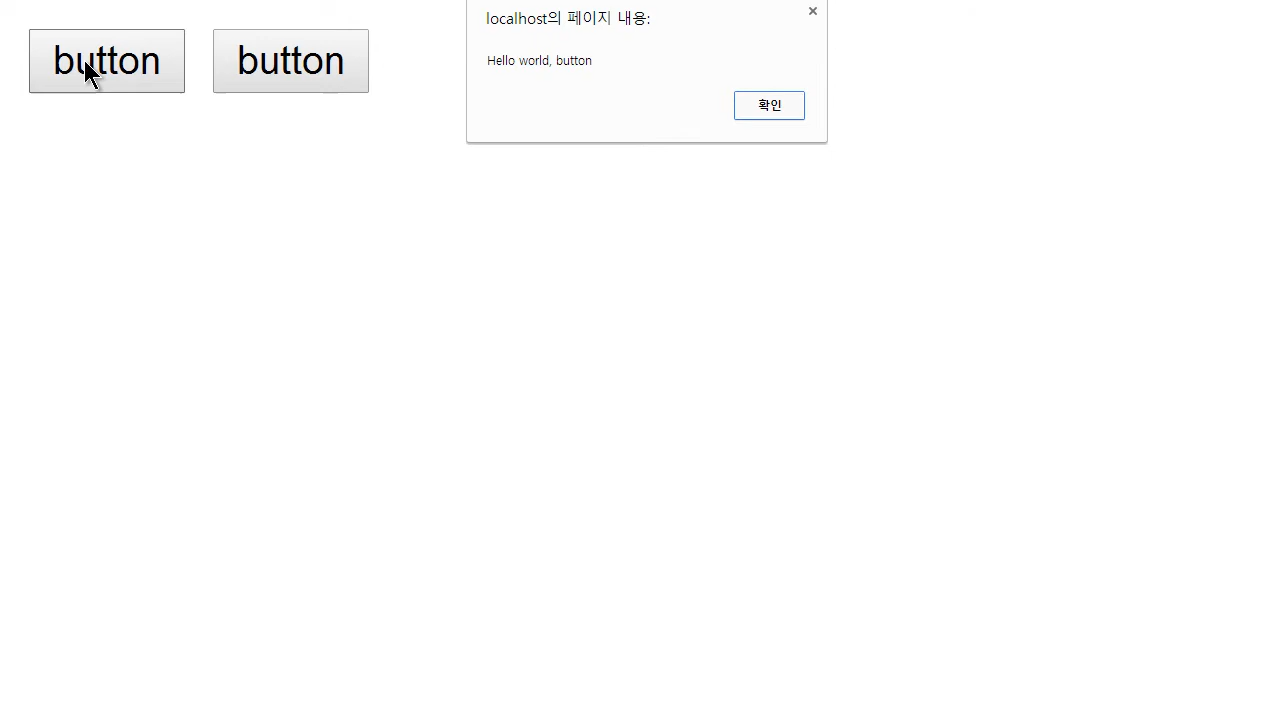 button
button
localhost의 페이지 내용:
Hello world, button
확인